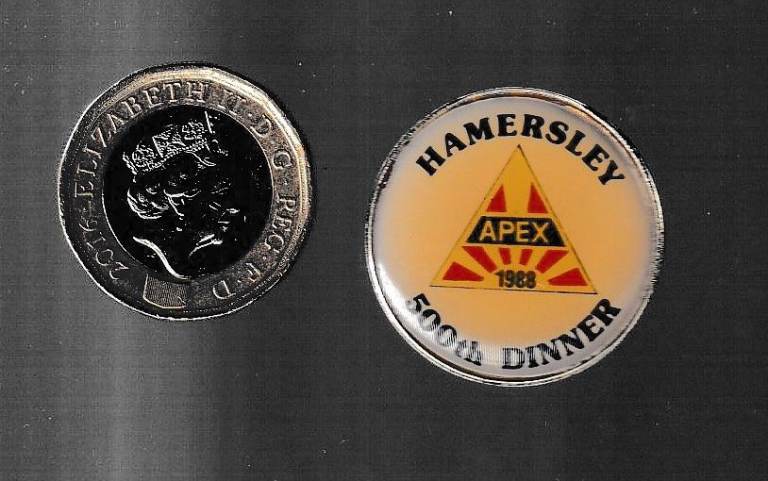 2016·ELIZABETH II·D·G·REG·F·D
HAMERSLEY
APEX
1988
500th DINNER